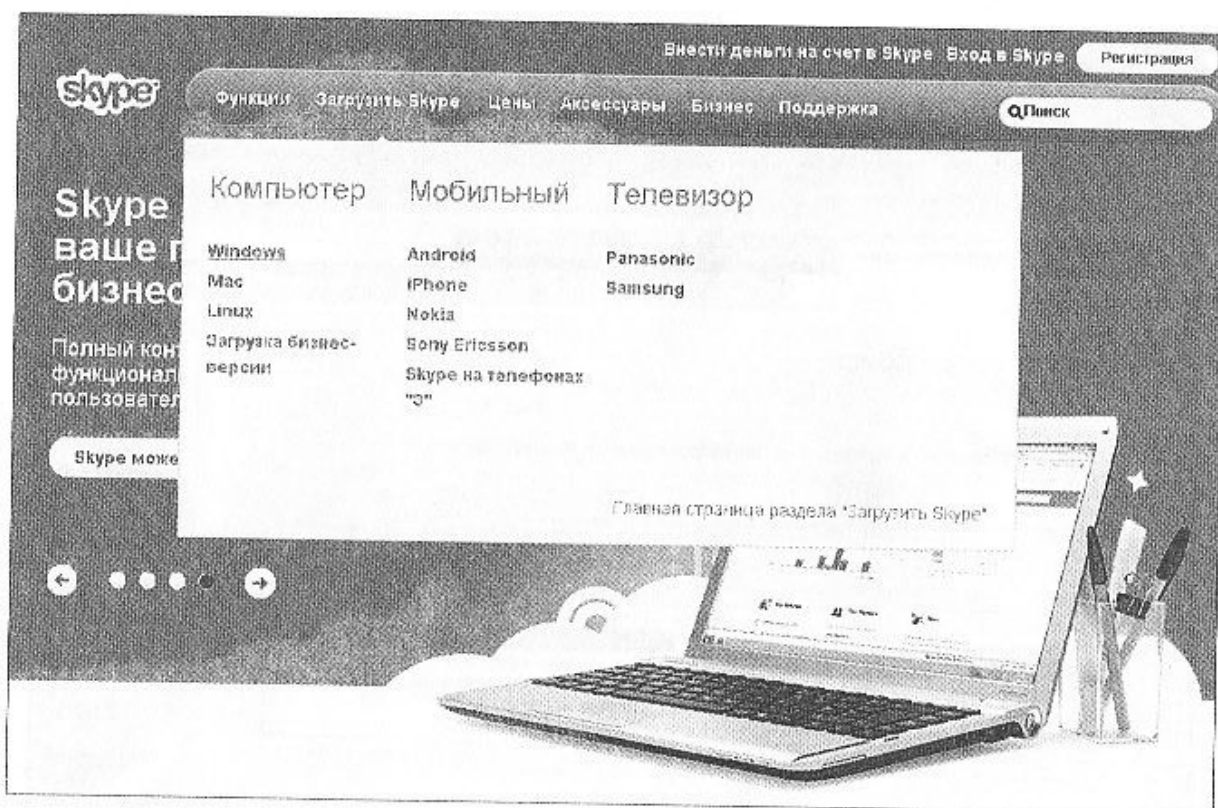 Внести деньги на счет в Skype Вход в Skype Регистрация
skype
Функции Загрузить Skype Цены Аксессуары Бизнес Поддержка
Поиск
Компьютер
Windows
Mac
Linux
Загрузка бизнес-
версии
Мобильный
Android
iPhone
Nokia
Sony Ericsson
Skype на телефонах
"3"
Телевизор
Panasonic
Samsung
Главная страница раздела "Загрузить Skype"
Skype
ваше п
бизнес
Полный кон
функционал
пользовател
Skype може